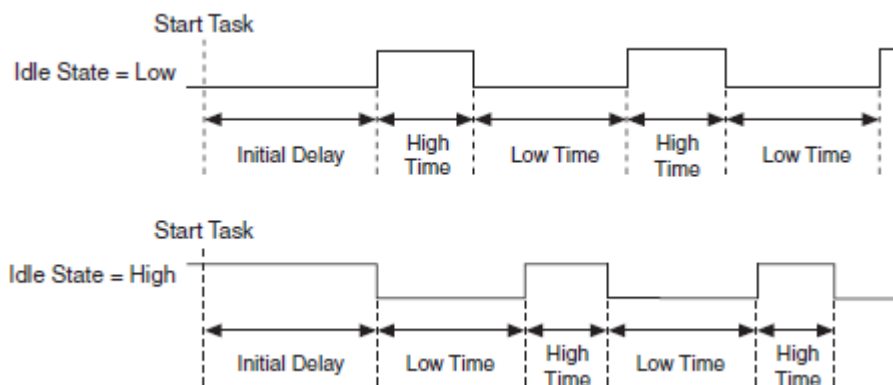 Start Task
Idle State = Low
Initial Delay
High
Time
Low Time
High
Time
Low Time
Start Task
Idle State = High
Initial Delay
Low Time
High
Time
Low Time
High
Time